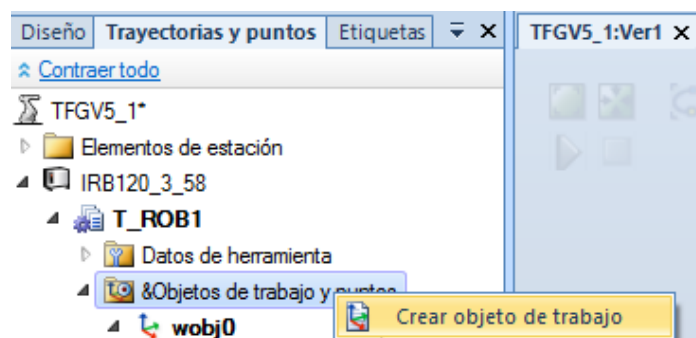 Diseño Trayectorias y puntos Etiquetas TFGV5_1:Ver1
Contraer todo
TFGV5_1*
Elementos de estación
IRB120_3_58
T_ROB1
Datos de herramienta
&Objetos de trabajo y puntos
Crear objeto de trabajo
wobj0